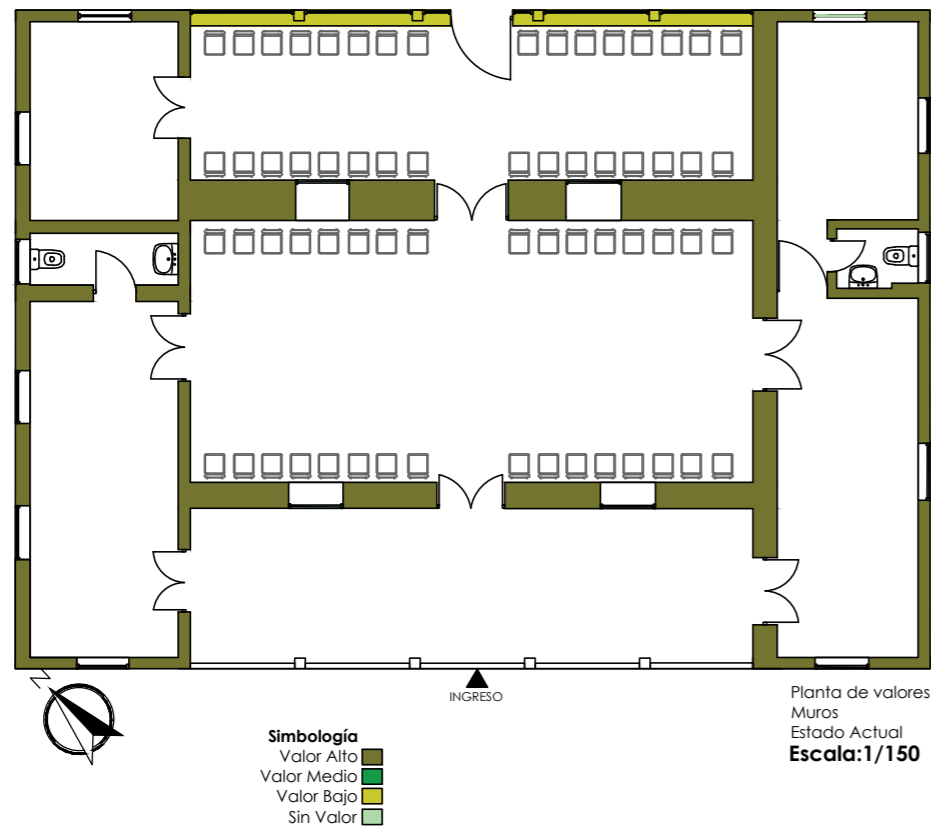 N
INGRESO
Simbología
Valor Alto
Valor Medio
Valor Bajo
Sin Valor
Planta de valores
Muros
Estado Actual
Escala:1/150